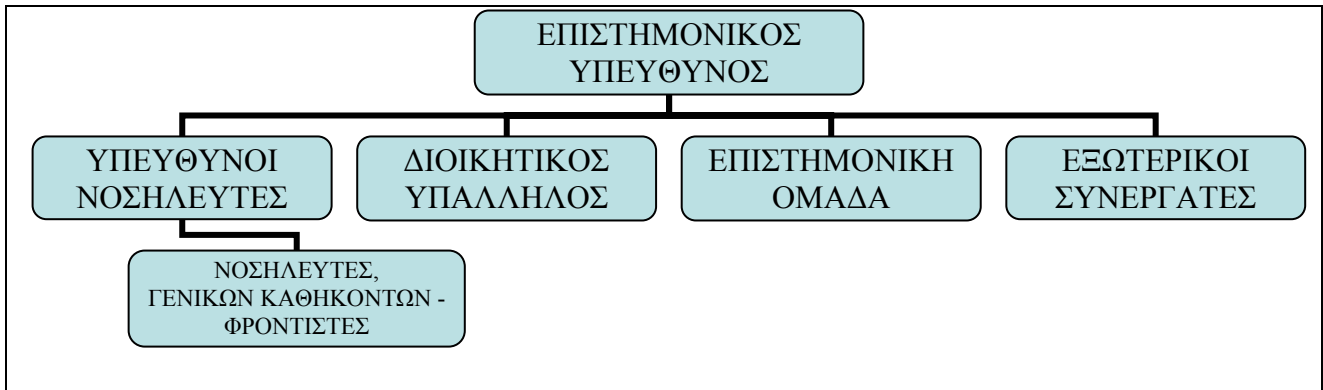 ΕΠΙΣΤΗΜΟΝΙΚΟΣ
ΥΠΕΥΘΥΝΟΣ
ΥΠΕΥΘΥΝΟΙ
ΝΟΣΗΛΕΥΤΕΣ
ΔΙΟΙΚΗΤΙΚΟΣ
ΥΠΑΛΛΗΛΟΣ
ΕΠΙΣΤΗΜΟΝΙΚΗ
ΟΜΑΔΑ
ΕΞΩΤΕΡΙΚΟΙ
ΣΥΝΕΡΓΑΤΕΣ
ΝΟΣΗΛΕΥΤΕΣ,
ΓΕΝΙΚΩΝ ΚΑΘΗΚΟΝΤΩΝ -
ΦΡΟΝΤΙΣΤΕΣ